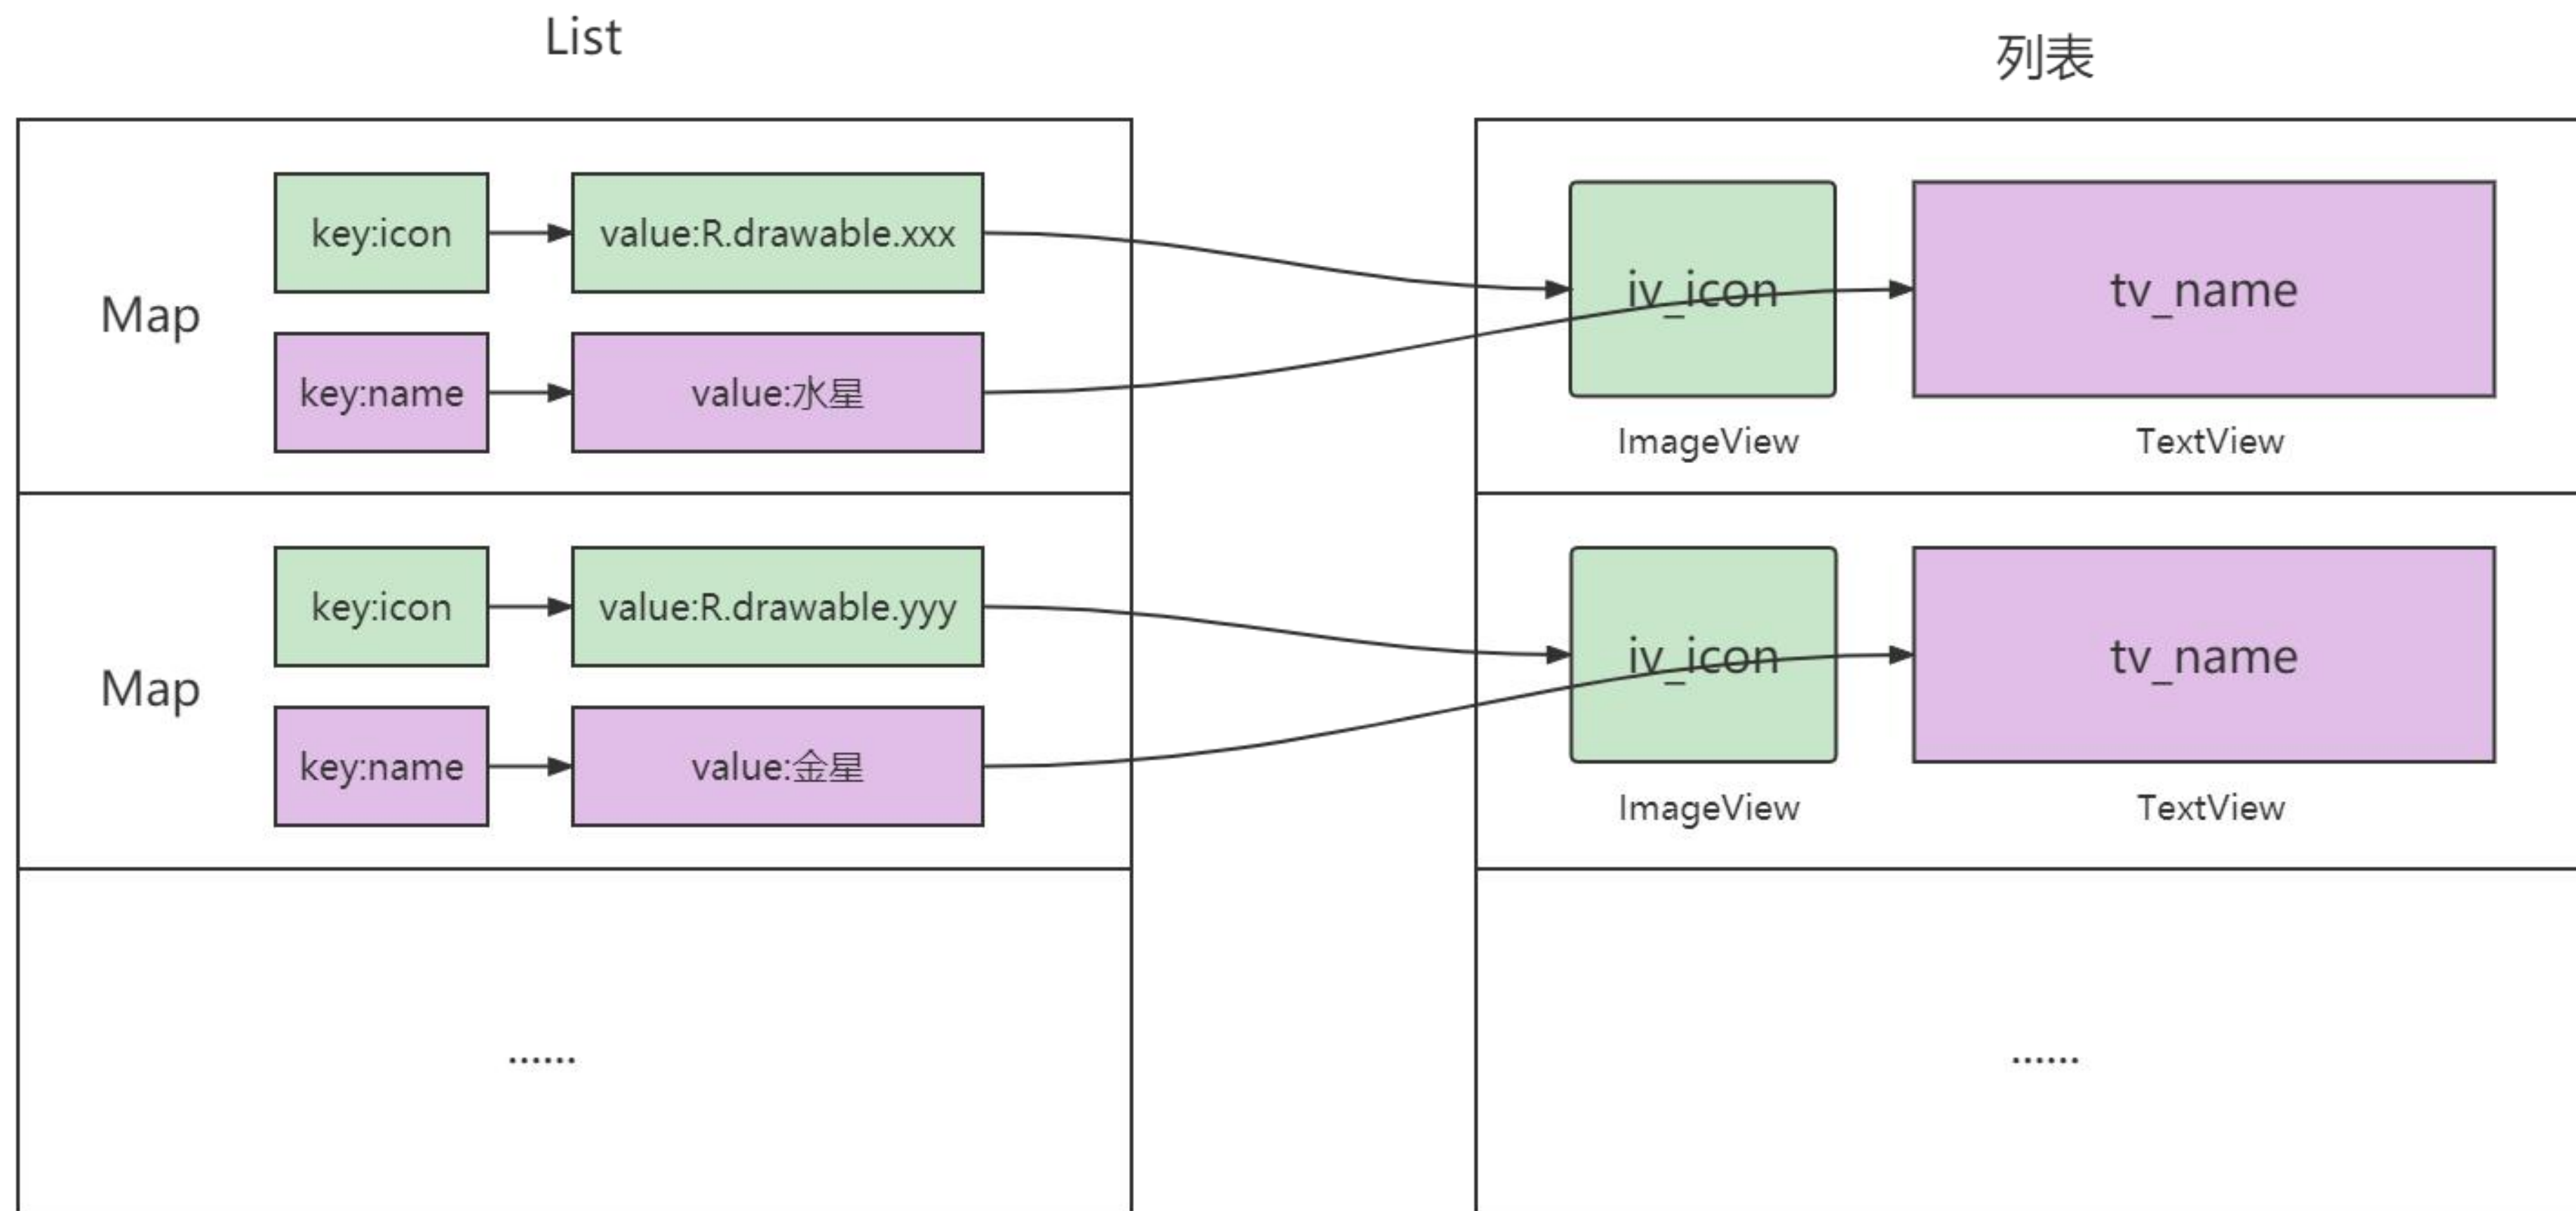 List
列表
key:icon
value:R.drawable.xxx
Map
key:name
value:水星
iv_icon
tv_name
ImageView
TextView
key:icon
value:R.drawable.yyy
Map
key:name
value:金星
iv_icon
tv_name
ImageView
TextView
......
......